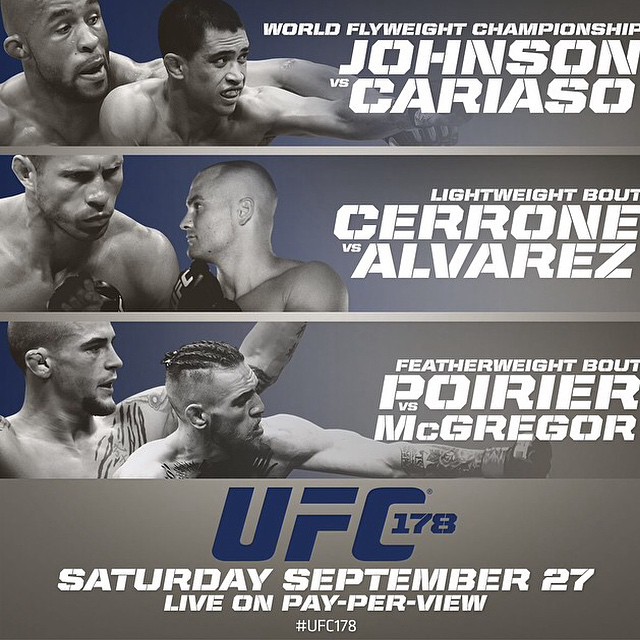 WORLD FLYWEIGHT CHAMPIONSHIP
JOHNSON
VS
CARIASO
LIGHTWEIGHT BOUT
CERRONE
VS
ALVAREZ
FEATHERWEIGHT BOUT
POIRIER
VS
McGREGOR
UFC® 178
SATURDAY SEPTEMBER 27
LIVE ON PAY-PER-VIEW
#UFC178